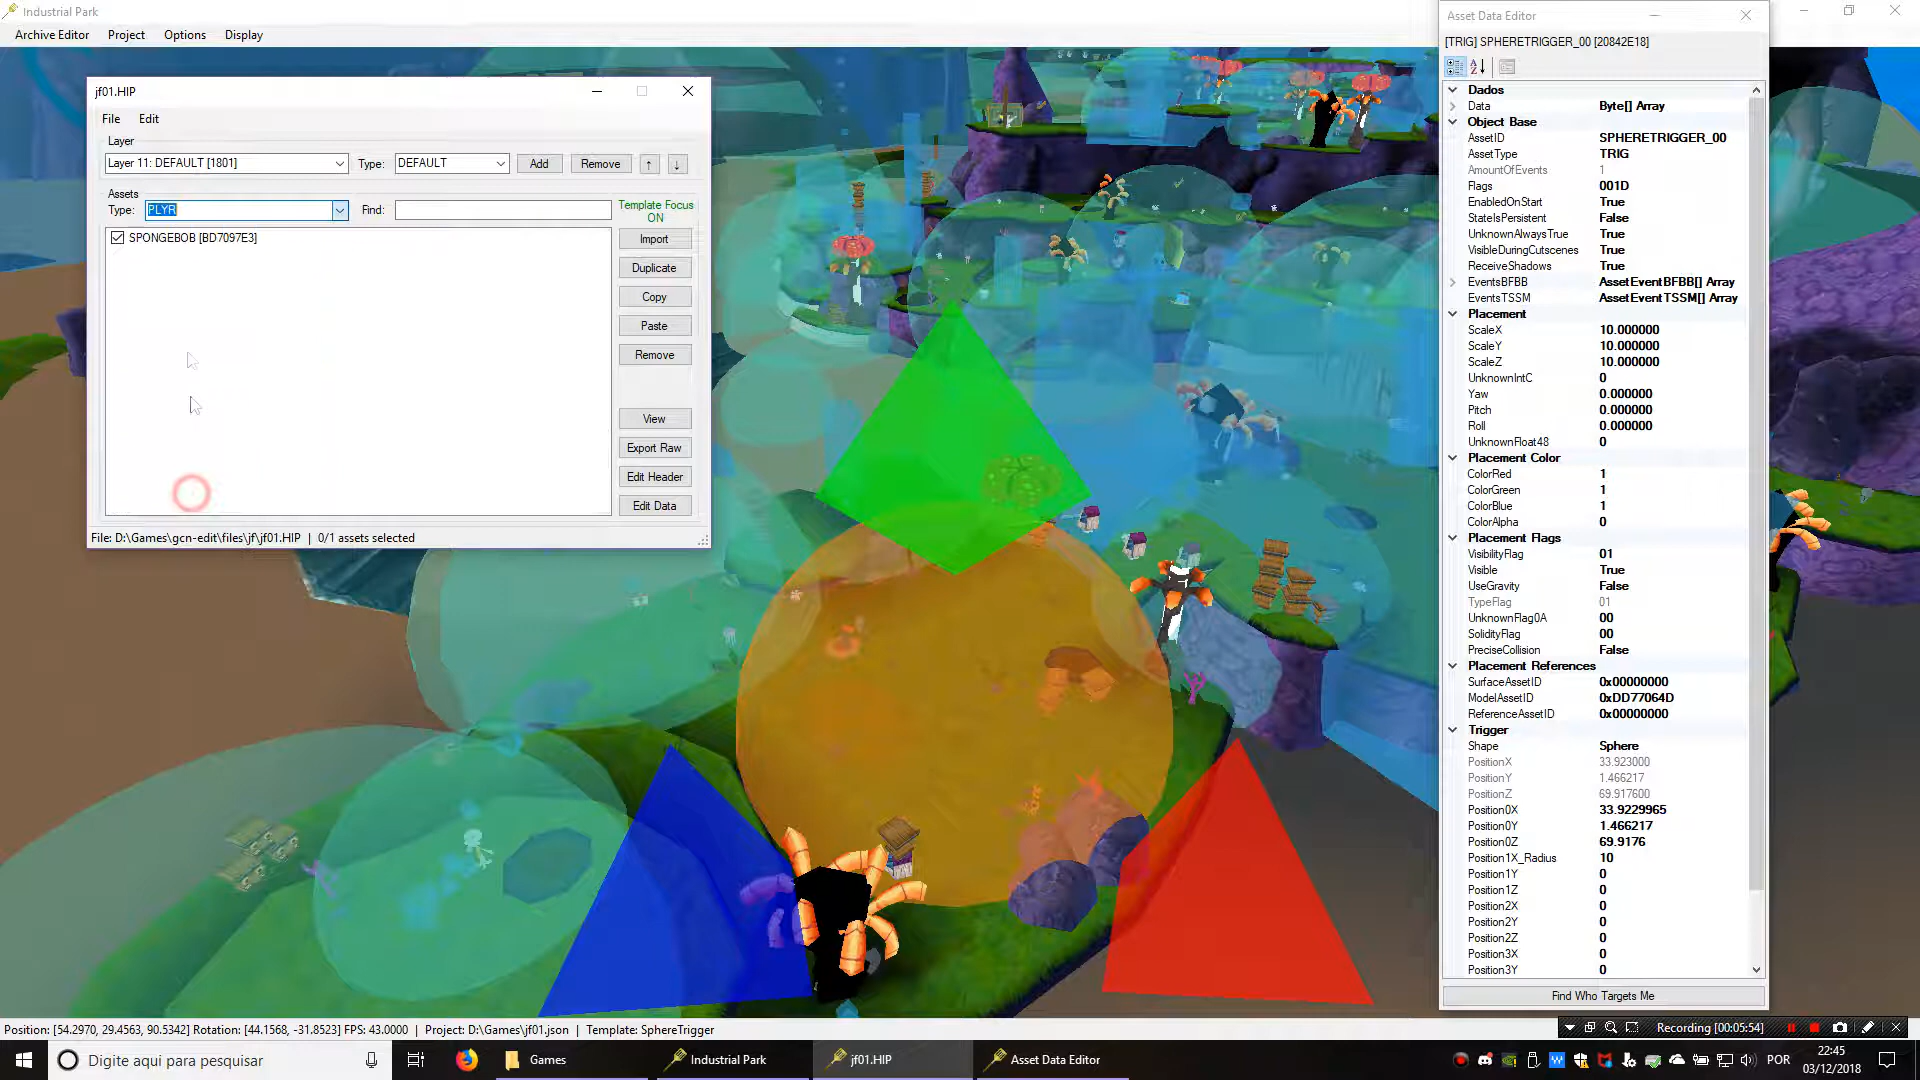 Industrial Park
Archive Editor Project Options Display
jf01.HIP
File Edit
Layer
Layer 11: DEFAULT [1801] Type: DEFAULT Add Remove ↑ ↓
Assets
Type: PLYR Find: Template Focus ON
SPONGEBOB [BD7097E3]
Import
Duplicate
Copy
Paste
Remove
View
Export Raw
Edit Header
Edit Data
File: D:\Games\gcn-edit\files\jf\jf01.HIP | 0/1 assets selected
Asset Data Editor
[TRIG] SPHERETRIGGER_00 [20842E18]
Dados
Data Byte[] Array
Object Base
AssetID SPHERETRIGGER_00
AssetType TRIG
AmountOfEvents 1
Flags 001D
EnabledOnStart True
StateIsPersistent False
UnknownAlwaysTrue True
VisibleDuringCutscenes True
ReceiveShadows True
EventsBFBB AssetEventBFBB[] Array
EventsTSSM AssetEventTSSM[] Array
Placement
ScaleX 10.000000
ScaleY 10.000000
ScaleZ 10.000000
UnknownIntC 0
Yaw 0.000000
Pitch 0.000000
Roll 0.000000
UnknownFloat48 0
Placement Color
ColorRed 1
ColorGreen 1
ColorBlue 1
ColorAlpha 0
Placement Flags
VisibilityFlag 01
Visible True
UseGravity False
TypeFlag 01
UnknownFlag0A 00
SolidityFlag 00
PreciseCollision False
Placement References
SurfaceAssetID 0x00000000
ModelAssetID 0xDD77064D
ReferenceAssetID 0x00000000
Trigger
Shape Sphere
PositionX 33.923000
PositionY 1.466217
PositionZ 69.917600
Position0X 33.9229965
Position0Y 1.466217
Position0Z 69.9176
Position1X_Radius 10
Position1Y 0
Position1Z 0
Position2X 0
Position2Y 0
Position2Z 0
Position3X 0
Position3Y 0
Find Who Targets Me
Position: [54.2970, 29.4563, 90.5342] Rotation: [44.1568, -31.8523] FPS: 43.0000 | Project: D:\Games\jf01.json | Template: SphereTrigger
Recording [00:05:54]
Digite aqui para pesquisar Games Industrial Park jf01.HIP Asset Data Editor POR 22:45
03/12/2018